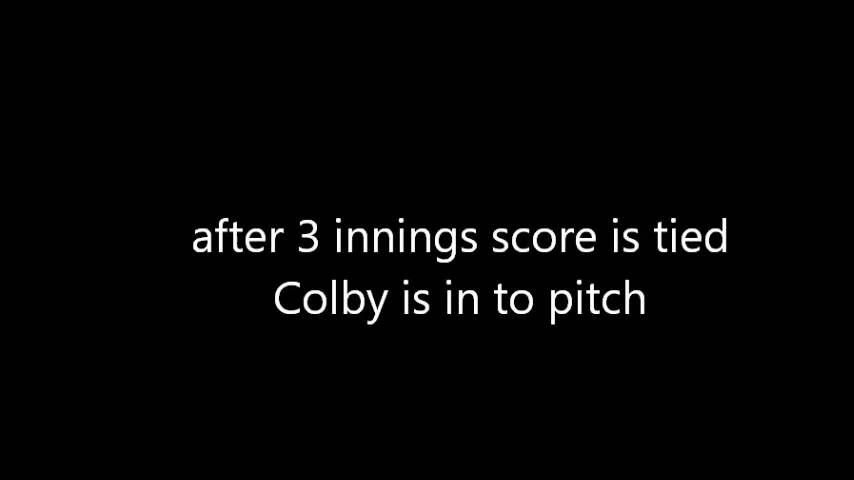 after 3 innings score is tied
Colby is in to pitch